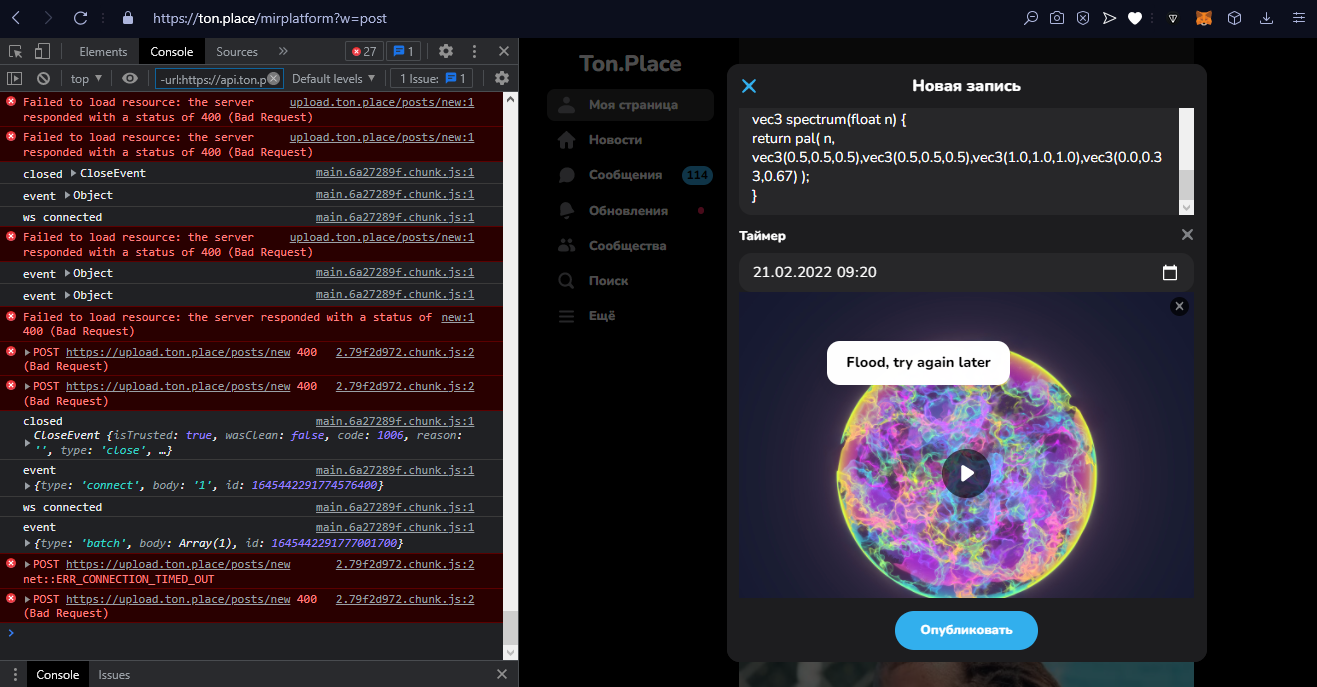 https://ton.place/mirplatform?w=post
Elements
Console
Sources
27
1
top
-url:https://api.ton.p
Default levels
1 Issue:
1
Failed to load resource: the server upload.ton.place/posts/new:1
responded with a status of 400 (Bad Request)
Failed to load resource: the server upload.ton.place/posts/new:1
responded with a status of 400 (Bad Request)
closed CloseEvent main.6a27289f.chunk.js:1
event Object main.6a27289f.chunk.js:1
ws connected main.6a27289f.chunk.js:1
Failed to load resource: the server upload.ton.place/posts/new:1
responded with a status of 400 (Bad Request)
event Object main.6a27289f.chunk.js:1
event Object main.6a27289f.chunk.js:1
Failed to load resource: the server responded with a status of new:1
400 (Bad Request)
POST https://upload.ton.place/posts/new 400 2.79f2d972.chunk.js:2
(Bad Request)
POST https://upload.ton.place/posts/new 400 2.79f2d972.chunk.js:2
(Bad Request)
closed main.6a27289f.chunk.js:1
CloseEvent {isTrusted: true, wasClean: false, code: 1006, reason:
'', type: 'close', …}
event main.6a27289f.chunk.js:1
{type: 'connect', body: '1', id: 1645442291774576400}
ws connected main.6a27289f.chunk.js:1
event main.6a27289f.chunk.js:1
{type: 'batch', body: Array(1), id: 1645442291777001700}
POST https://upload.ton.place/posts/new 2.79f2d972.chunk.js:2
net::ERR_CONNECTION_TIMED_OUT
POST https://upload.ton.place/posts/new 400 2.79f2d972.chunk.js:2
(Bad Request)
Console
Issues
Ton.Place
Моя страница
Новости
Сообщения 114
Обновления
Сообщества
Поиск
Ещё
Новая запись
vec3 spectrum(float n) {
return pal( n,
vec3(0.5,0.5,0.5),vec3(0.5,0.5,0.5),vec3(1.0,1.0,1.0),vec3(0.0,0.3
3,0.67) );
}
Таймер
21.02.2022 09:20
Flood, try again later
Опубликовать